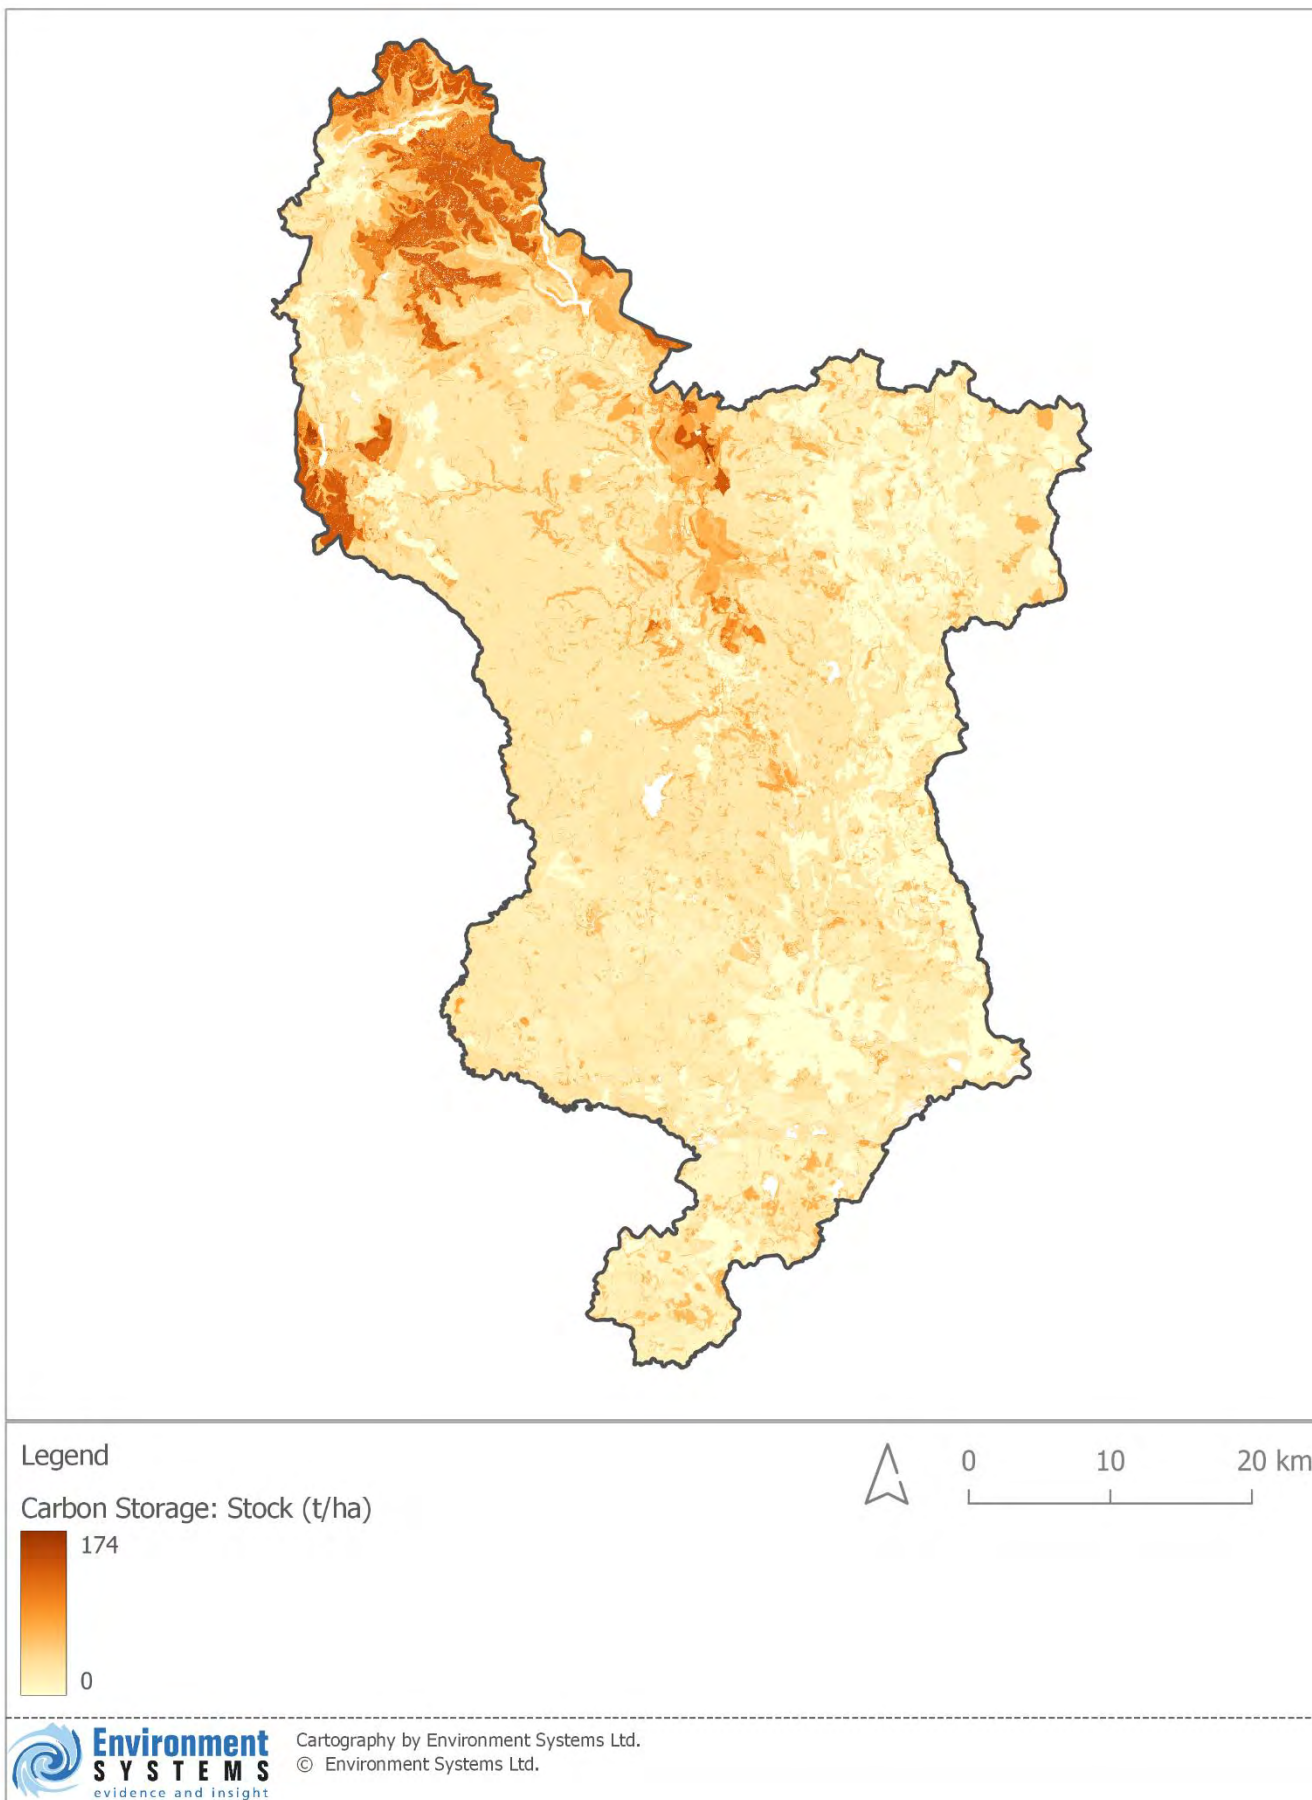 Legend
0 10 20 km
Carbon Storage: Stock (t/ha)
174
0
Environment
SYSTEMS
evidence and insight
Cartography by Environment Systems Ltd.
© Environment Systems Ltd.